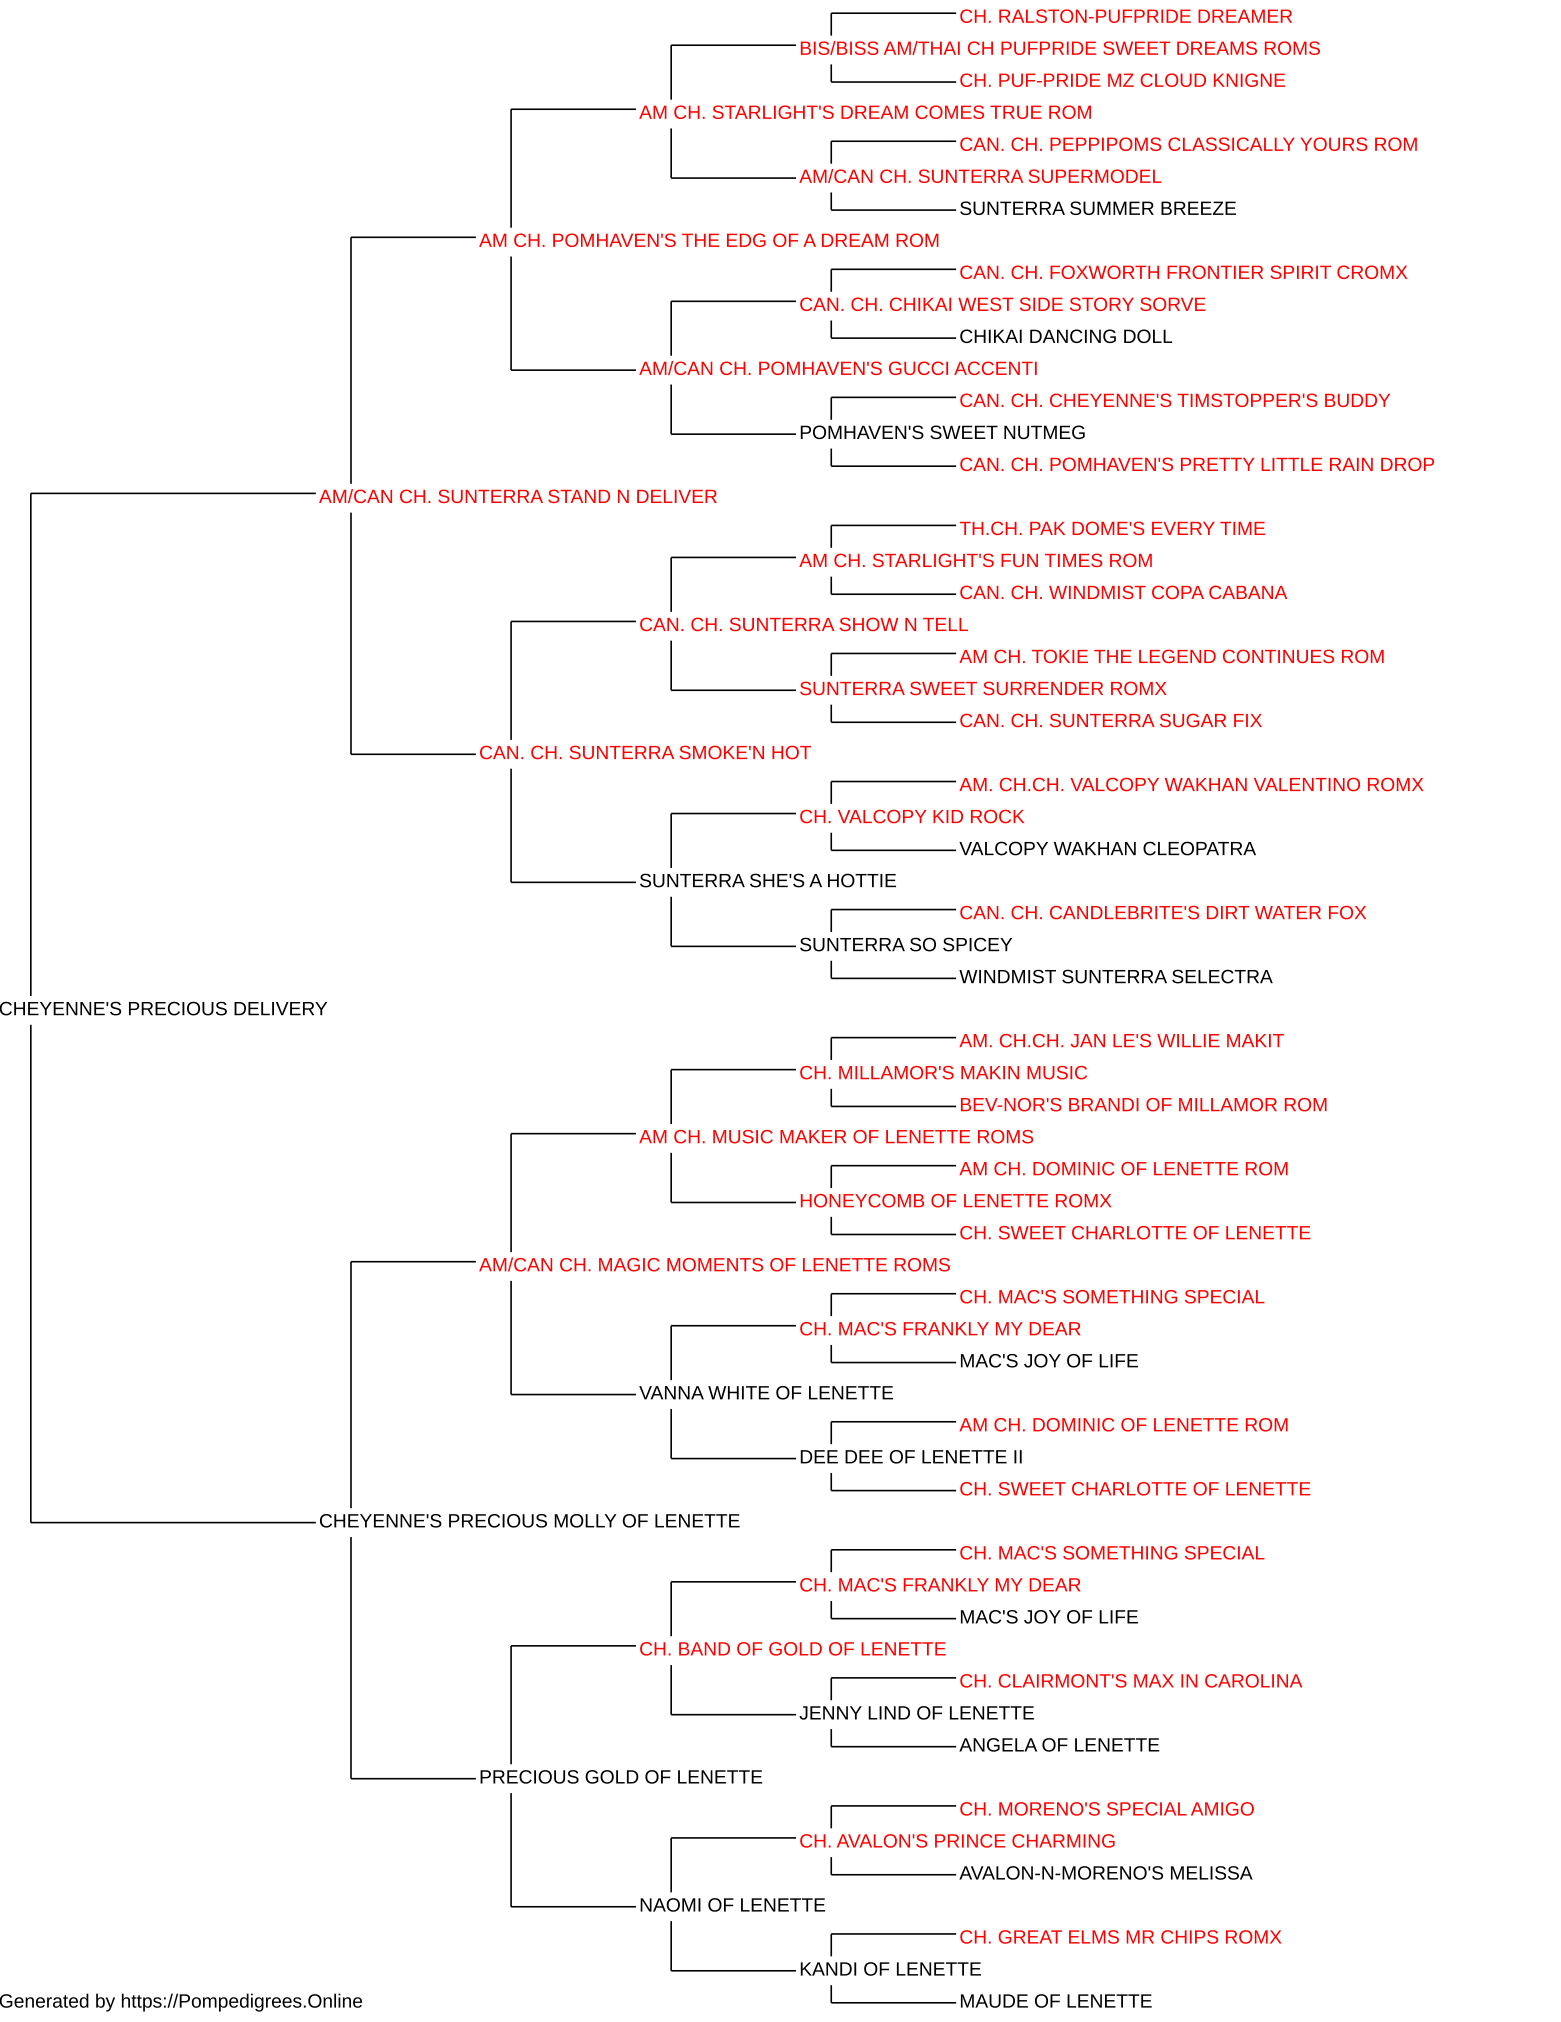 CH. RALSTON-PUFPRIDE DREAMER
BIS/BISS AM/THAI CH PUFPRIDE SWEET DREAMS ROMS
CH. PUF-PRIDE MZ CLOUD KNIGNE
AM CH. STARLIGHT'S DREAM COMES TRUE ROM
CAN. CH. PEPPIPOMS CLASSICALLY YOURS ROM
AM/CAN CH. SUNTERRA SUPERMODEL
SUNTERRA SUMMER BREEZE
AM CH. POMHAVEN'S THE EDG OF A DREAM ROM
CAN. CH. FOXWORTH FRONTIER SPIRIT CROMX
CAN. CH. CHIKAI WEST SIDE STORY SORVE
CHIKAI DANCING DOLL
AM/CAN CH. POMHAVEN'S GUCCI ACCENTI
CAN. CH. CHEYENNE'S TIMSTOPPER'S BUDDY
POMHAVEN'S SWEET NUTMEG
CAN. CH. POMHAVEN'S PRETTY LITTLE RAIN DROP
AM/CAN CH. SUNTERRA STAND N DELIVER
TH.CH. PAK DOME'S EVERY TIME
AM CH. STARLIGHT'S FUN TIMES ROM
CAN. CH. WINDMIST COPA CABANA
CAN. CH. SUNTERRA SHOW N TELL
AM CH. TOKIE THE LEGEND CONTINUES ROM
SUNTERRA SWEET SURRENDER ROMX
CAN. CH. SUNTERRA SUGAR FIX
CAN. CH. SUNTERRA SMOKE'N HOT
AM. CH.CH. VALCOPY WAKHAN VALENTINO ROMX
CH. VALCOPY KID ROCK
VALCOPY WAKHAN CLEOPATRA
SUNTERRA SHE'S A HOTTIE
CAN. CH. CANDLEBRITE'S DIRT WATER FOX
SUNTERRA SO SPICEY
WINDMIST SUNTERRA SELECTRA
CHEYENNE'S PRECIOUS DELIVERY
AM. CH.CH. JAN LE'S WILLIE MAKIT
CH. MILLAMOR'S MAKIN MUSIC
BEV-NOR'S BRANDI OF MILLAMOR ROM
AM CH. MUSIC MAKER OF LENETTE ROMS
AM CH. DOMINIC OF LENETTE ROM
HONEYCOMB OF LENETTE ROMX
CH. SWEET CHARLOTTE OF LENETTE
AM/CAN CH. MAGIC MOMENTS OF LENETTE ROMS
CH. MAC'S SOMETHING SPECIAL
CH. MAC'S FRANKLY MY DEAR
MAC'S JOY OF LIFE
VANNA WHITE OF LENETTE
AM CH. DOMINIC OF LENETTE ROM
DEE DEE OF LENETTE II
CH. SWEET CHARLOTTE OF LENETTE
CHEYENNE'S PRECIOUS MOLLY OF LENETTE
CH. MAC'S SOMETHING SPECIAL
CH. MAC'S FRANKLY MY DEAR
MAC'S JOY OF LIFE
CH. BAND OF GOLD OF LENETTE
CH. CLAIRMONT'S MAX IN CAROLINA
JENNY LIND OF LENETTE
ANGELA OF LENETTE
PRECIOUS GOLD OF LENETTE
CH. MORENO'S SPECIAL AMIGO
CH. AVALON'S PRINCE CHARMING
AVALON-N-MORENO'S MELISSA
NAOMI OF LENETTE
CH. GREAT ELMS MR CHIPS ROMX
KANDI OF LENETTE
MAUDE OF LENETTE
Generated by https://Pompedigrees.Online